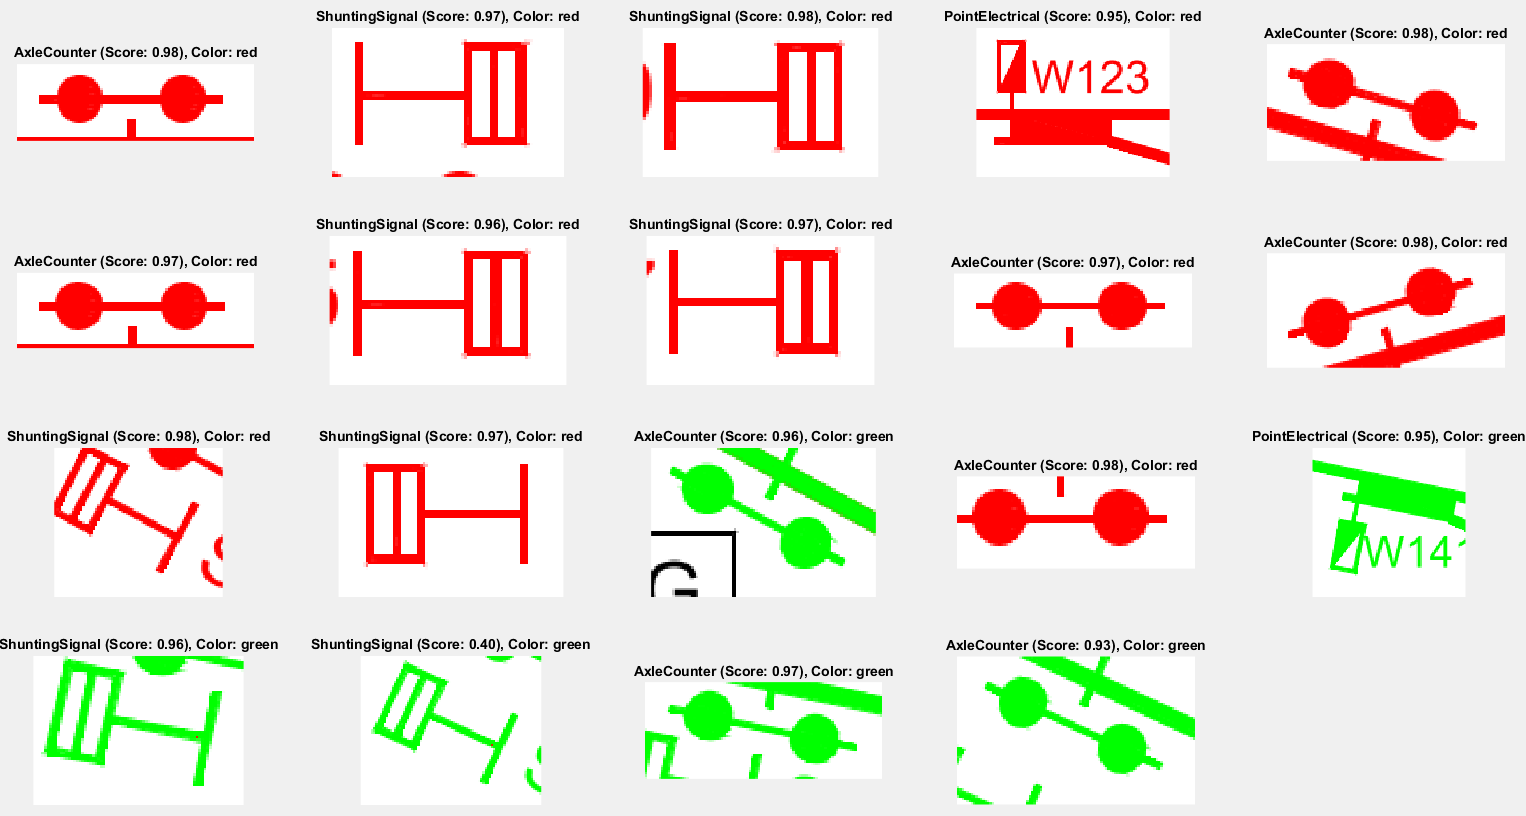 AxleCounter (Score: 0.98), Color: red
ShuntingSignal (Score: 0.97), Color: red
ShuntingSignal (Score: 0.98), Color: red
PointElectrical (Score: 0.95), Color: red
W123
AxleCounter (Score: 0.98), Color: red
AxleCounter (Score: 0.97), Color: red
ShuntingSignal (Score: 0.96), Color: red
ShuntingSignal (Score: 0.97), Color: red
AxleCounter (Score: 0.97), Color: red
AxleCounter (Score: 0.98), Color: red
ShuntingSignal (Score: 0.98), Color: red
ShuntingSignal (Score: 0.97), Color: red
AxleCounter (Score: 0.96), Color: green
G
AxleCounter (Score: 0.98), Color: red
PointElectrical (Score: 0.95), Color: green
W14
ShuntingSignal (Score: 0.96), Color: green
ShuntingSignal (Score: 0.40), Color: green
AxleCounter (Score: 0.97), Color: green
AxleCounter (Score: 0.93), Color: green